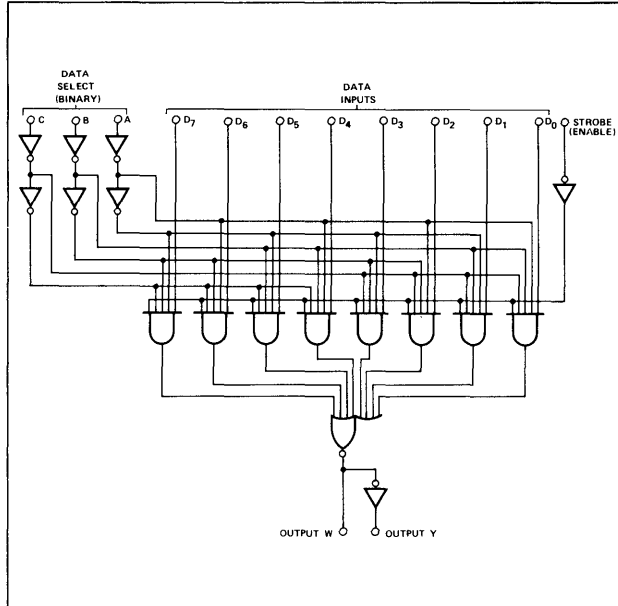 DATA
SELECT
(BINARY)
DATA
INPUTS
C
B
A
D7
D6
D5
D4
D3
D2
D1
D0
STROBE
(ENABLE)
OUTPUT W
OUTPUT Y